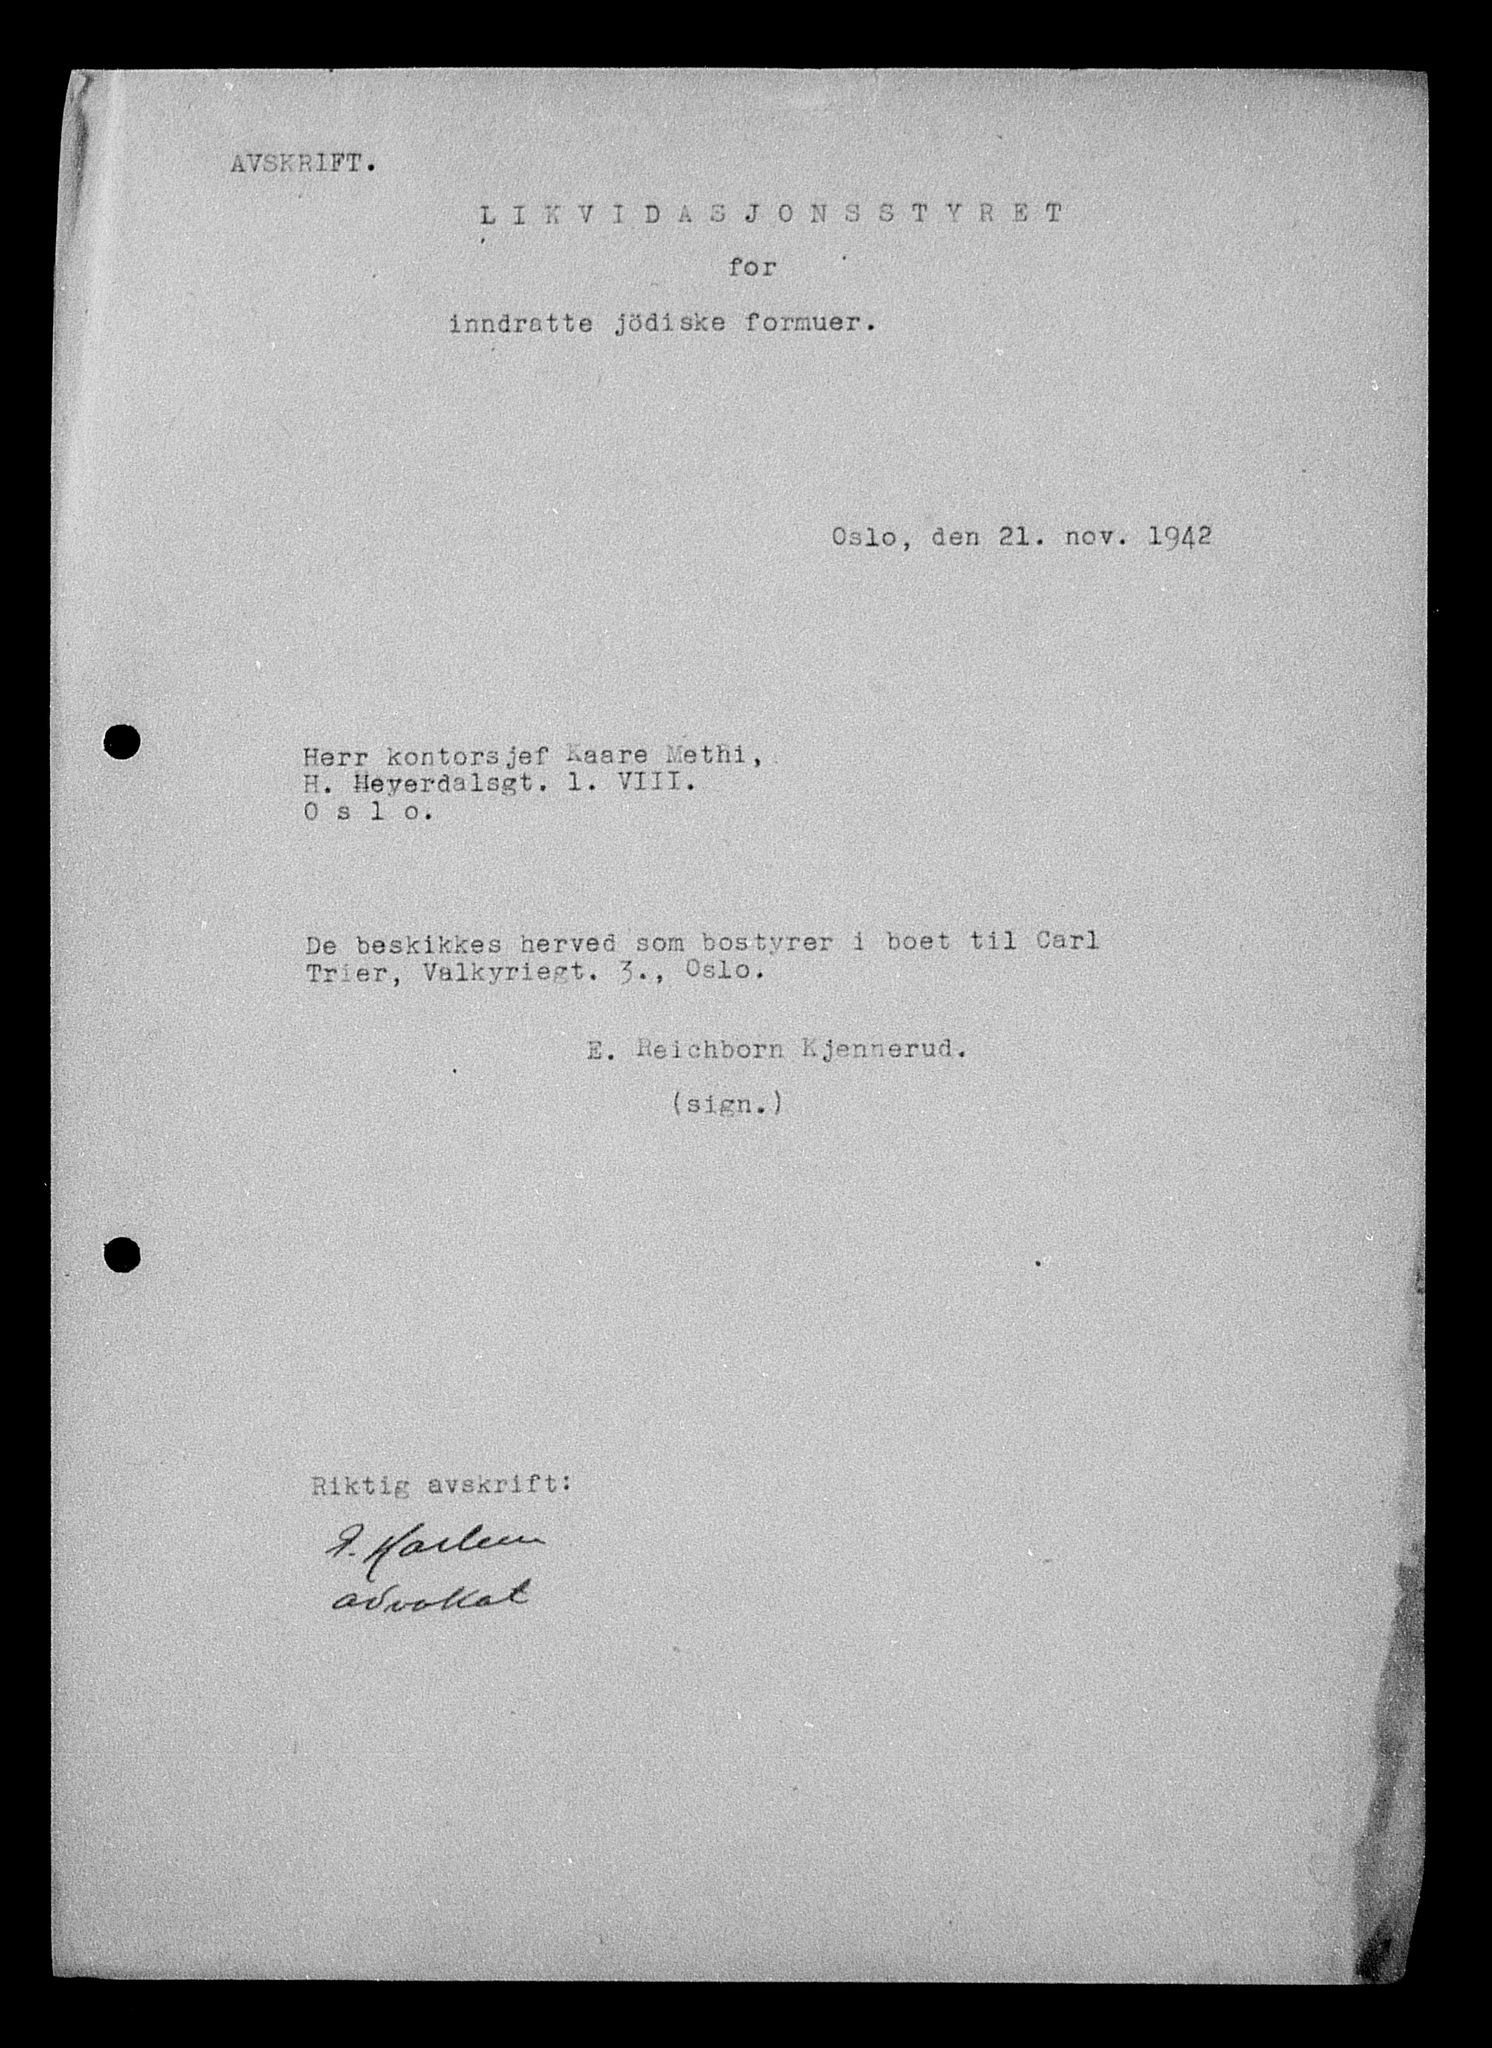 AVSKRIFT.
LIKVIDASJONSSTYRET
for
inndratte jödiske formuer.
Oslo, den 21. nov. 1942
Herr kontorsjef Kaare Methi,
H. Heyerdalsgt. 1. VIII.
O s l o.
De beskikkes herved som bostyrer i boet til Carl
Trier, Valkyriegt. 3., Oslo.
E. Reichborn Kjennerud.
(sign.)
Riktig avskrift:
advokat